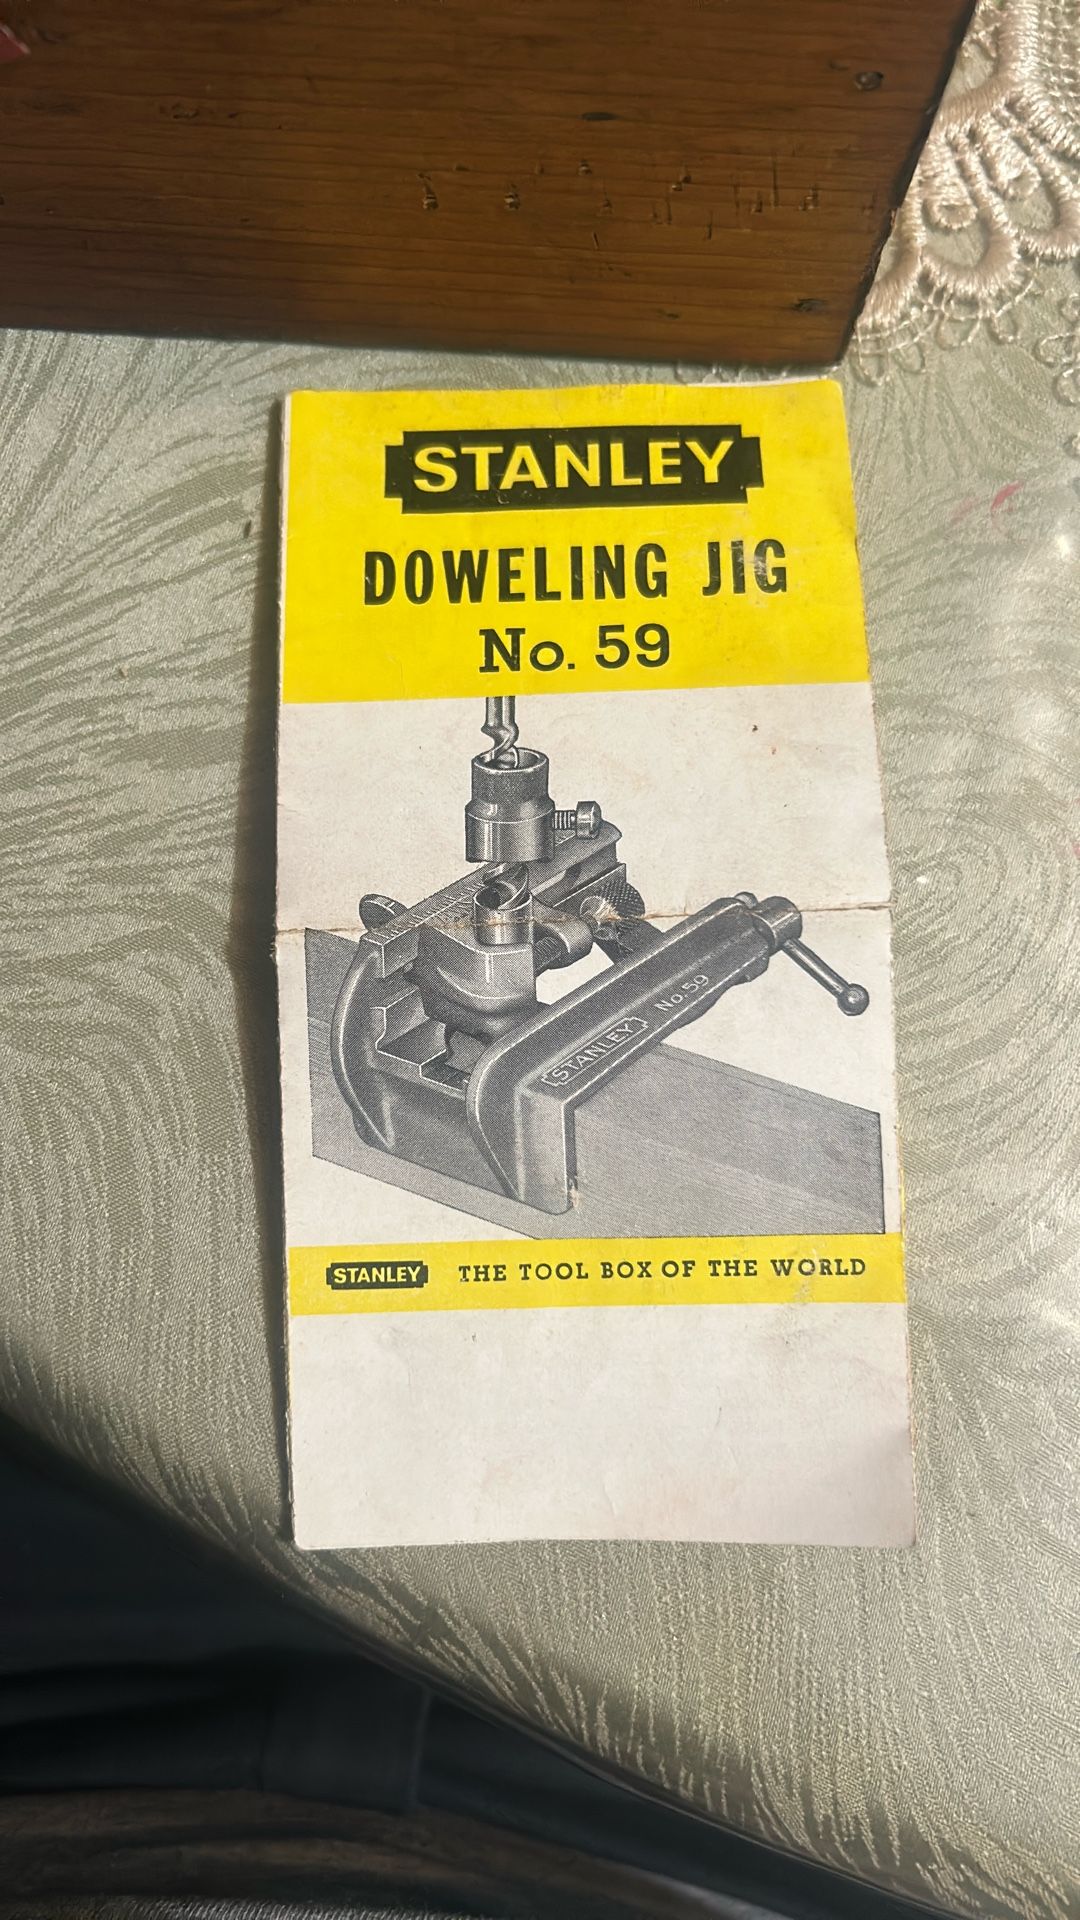 STANLEY
DOWELING JIG
No. 59
STANLEY No. 59
STANLEY THE TOOL BOX OF THE WORLD